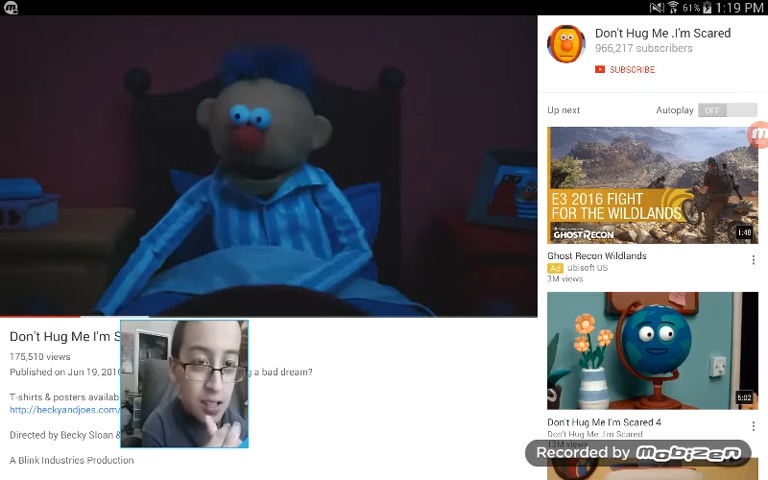 61% 1:19 PM
Don't Hug Me .I'm Scared
966,217 subscribers
SUBSCRIBE
Up next Autoplay OFF
E3 2016 FIGHT
FOR THE WILDLANDS
GHOST RECON
1:48
Ghost Recon Wildlands
Ad Ubisoft US
3M views
5:02
Don't Hug Me I'm Scared 4
Don't Hug Me .I'm Scared
13M views
Don't Hug Me I'm S
175,510 views
Published on Jun 19, 201 a bad dream?
T-shirts & posters availab
http://beckyandjoes.com/
Directed by Becky Sloan &
A Blink Industries Production
Recorded by mobizen